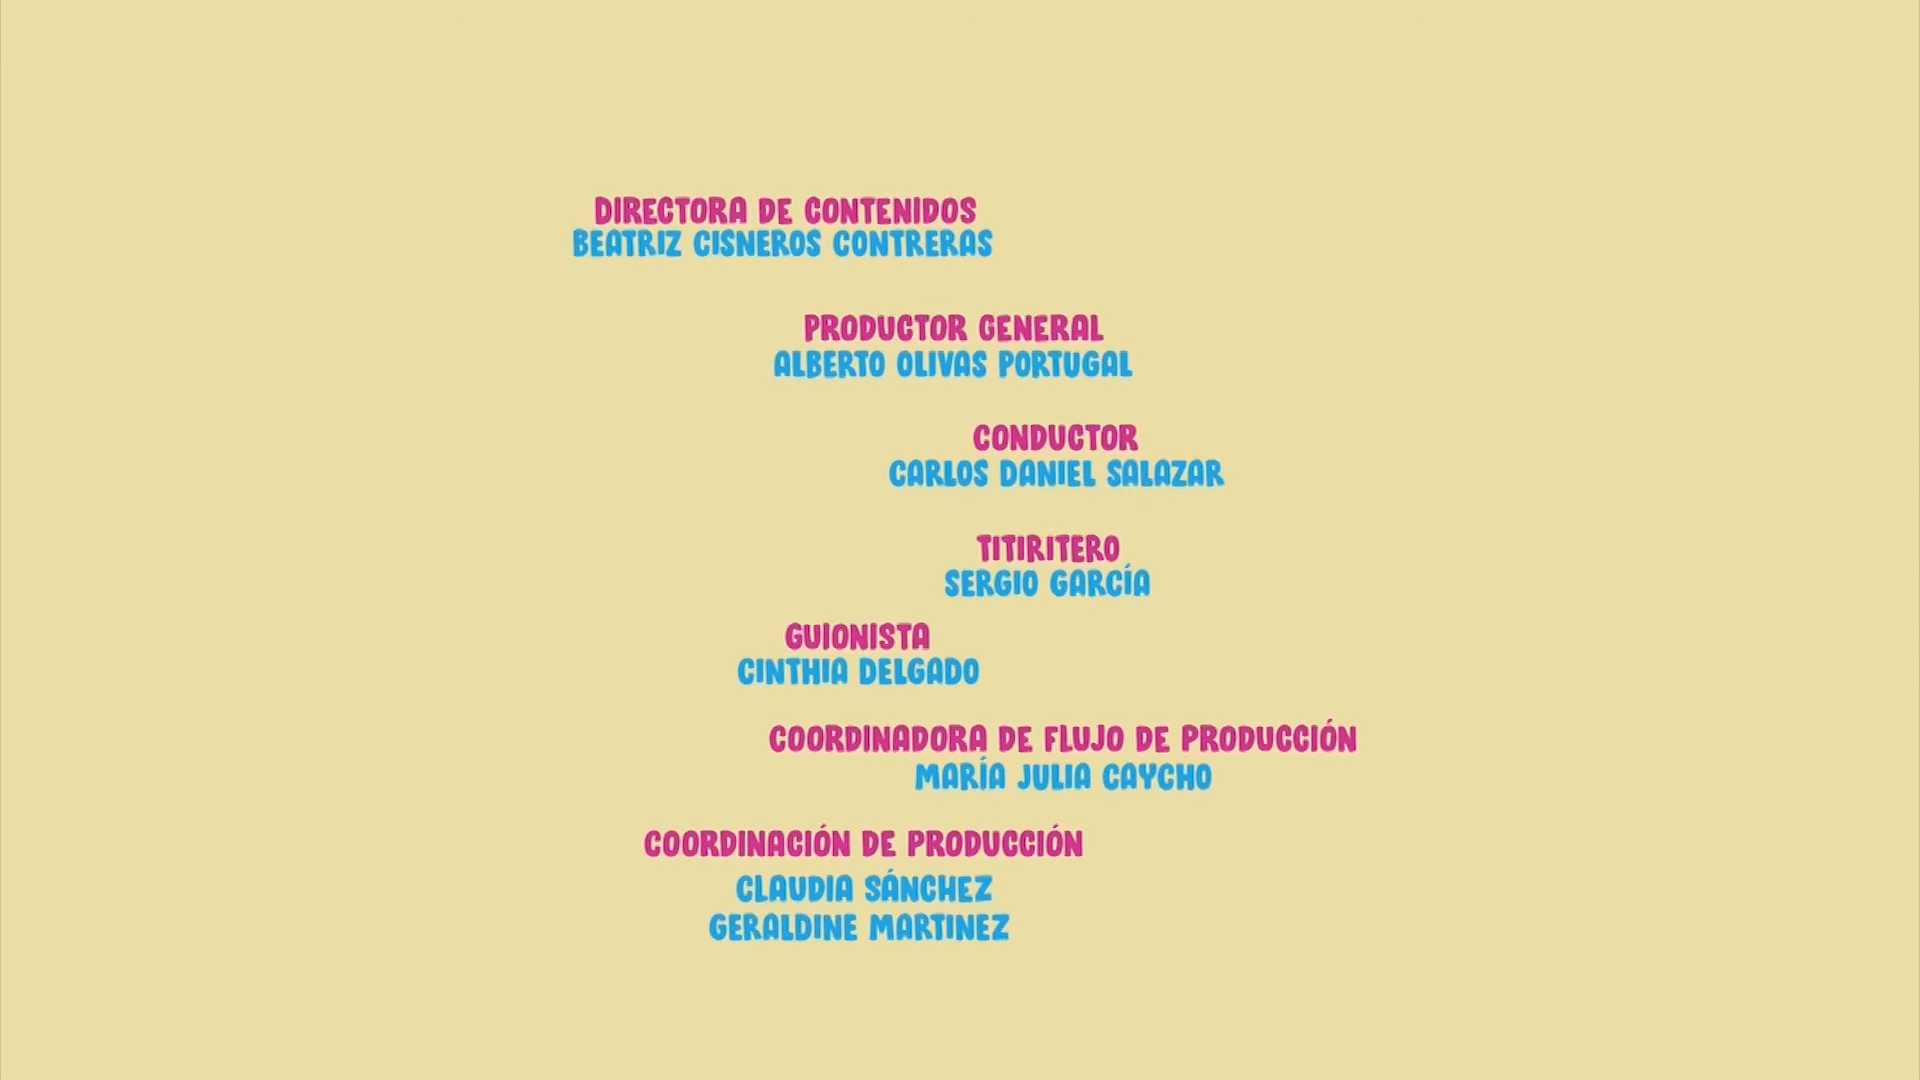 DIRECTORA DE CONTENIDOS
BEATRIZ CISNEROS CONTRERAS
PRODUCTOR GENERAL
ALBERTO OLIVAS PORTUGAL
CONDUCTOR
CARLOS DANIEL SALAZAR
TITIRITERO
SERGIO GARCÍA
GUIONISTA
CINTHIA DELGADO
COORDINADORA DE FLUJO DE PRODUCCIÓN
MARÍA JULIA CAYCHO
COORDINACIÓN DE PRODUCCIÓN
CLAUDIA SÁNCHEZ
GERALDINE MARTINEZ